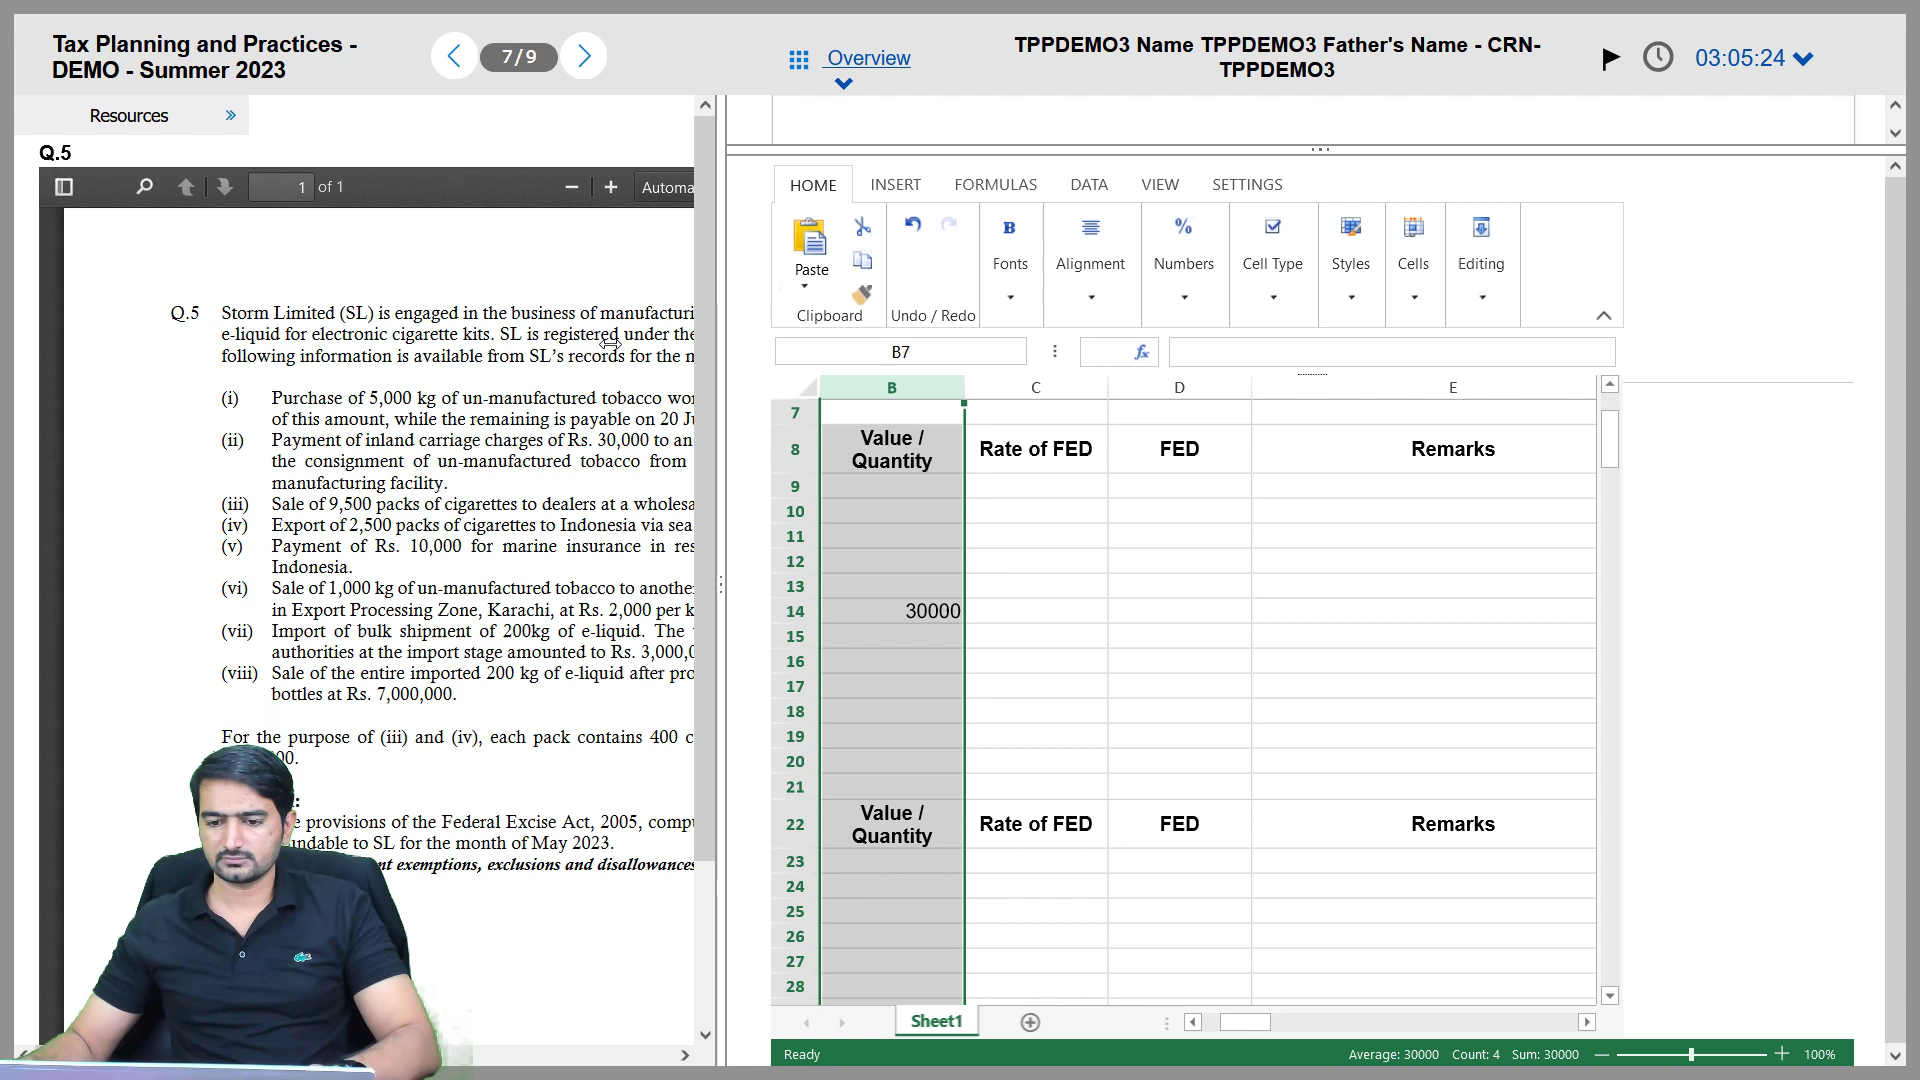 Tax Planning and Practices -
DEMO - Summer 2023
7/9
Overview
TPPDEMO3 Name TPPDEMO3 Father's Name - CRN-
TPPDEMO3
03:05:24
Resources
Q.5
1 of 1
Automa
Q.5 Storm Limited (SL) is engaged in the business of manufacturi
e-liquid for electronic cigarette kits. SL is registered under the
following information is available from SL's records for the m
(i) Purchase of 5,000 kg of un-manufactured tobacco wor
of this amount, while the remaining is payable on 20 Ju
(ii) Payment of inland carriage charges of Rs. 30,000 to an
the consignment of un-manufactured tobacco from
manufacturing facility.
(iii) Sale of 9,500 packs of cigarettes to dealers at a wholesa
(iv) Export of 2,500 packs of cigarettes to Indonesia via sea
(v) Payment of Rs. 10,000 for marine insurance in res
Indonesia.
(vi) Sale of 1,000 kg of un-manufactured tobacco to anothe
in Export Processing Zone, Karachi, at Rs. 2,000 per k
(vii) Import of bulk shipment of 200kg of e-liquid. The
authorities at the import stage amounted to Rs. 3,000,0
(viii) Sale of the entire imported 200 kg of e-liquid after pro
bottles at Rs. 7,000,000.
For the purpose of (iii) and (iv), each pack contains 400 c
00.
:
e provisions of the Federal Excise Act, 2005, compu
undable to SL for the month of May 2023.
nt exemptions, exclusions and disallowances
HOME INSERT FORMULAS DATA VIEW SETTINGS
Paste
Clipboard
Undo / Redo
B
Fonts
Alignment
%
Numbers
Cell Type
Styles
Cells
Editing
B7
fx
B C D E
7
8 Value / Quantity Rate of FED FED Remarks
9
10
11
12
13
14 30000
15
16
17
18
19
20
21
22 Value / Quantity Rate of FED FED Remarks
23
24
25
26
27
28
Sheet1
Ready
Average: 30000 Count: 4 Sum: 30000
100%